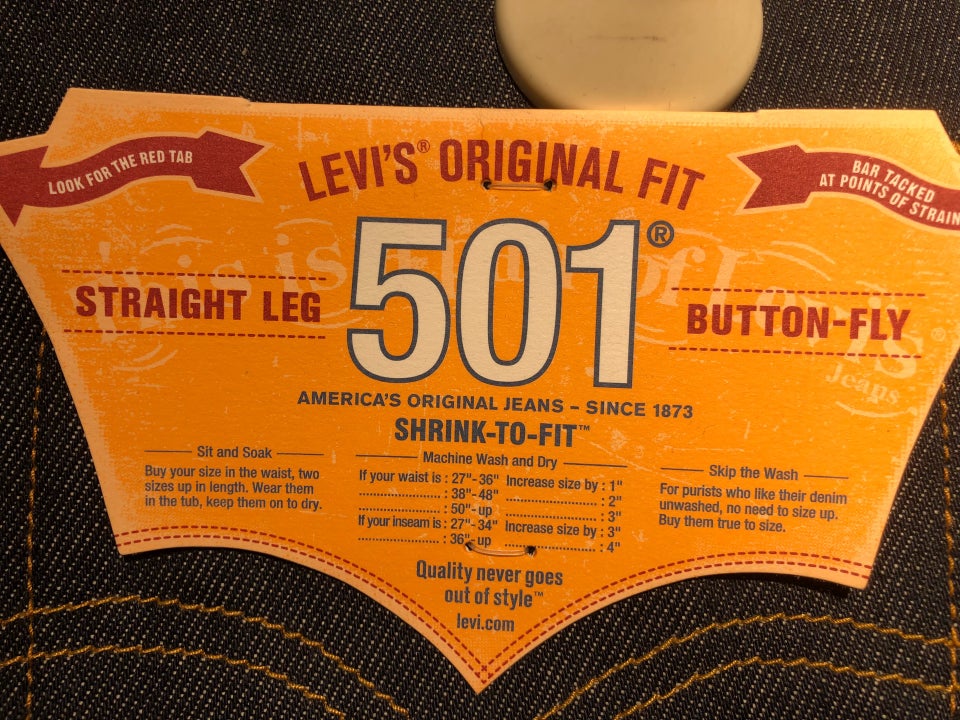 LOOK FOR THE RED TAB
LEVI'S® ORIGINAL FIT
BAR TACKED
AT POINTS OF STRAIN
501®
STRAIGHT LEG
BUTTON-FLY
AMERICA'S ORIGINAL JEANS – SINCE 1873
SHRINK-TO-FIT™
Sit and Soak
Buy your size in the waist, two
sizes up in length. Wear them
in the tub, keep them on to dry.
Machine Wash and Dry
If your waist is : 27"- 36" Increase size by : 1"
........................ : 38"-48" ........................ : 2"
........................ : 50"-up ........................ : 3"
If your inseam is : 27"- 34" Increase size by : 3"
........................ : 36"- up ........................ : 4"
Skip the Wash
For purists who like their denim
unwashed, no need to size up.
Buy them true to size.
Quality never goes
out of style™
levi.com
Jeans